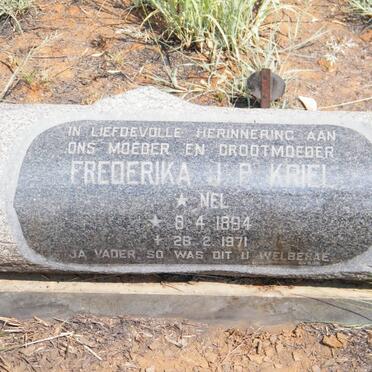 IN LIEFDEVOLLE HERINNERING AAN
ONS MOEDER EN GROOTMOEDER
FREDERIKA J. P. KRIEL
★ NEL
★ 8. 4. 1894
+ 28. 2. 1971
JA VADER, SO WAS DIT U WELBEHAE